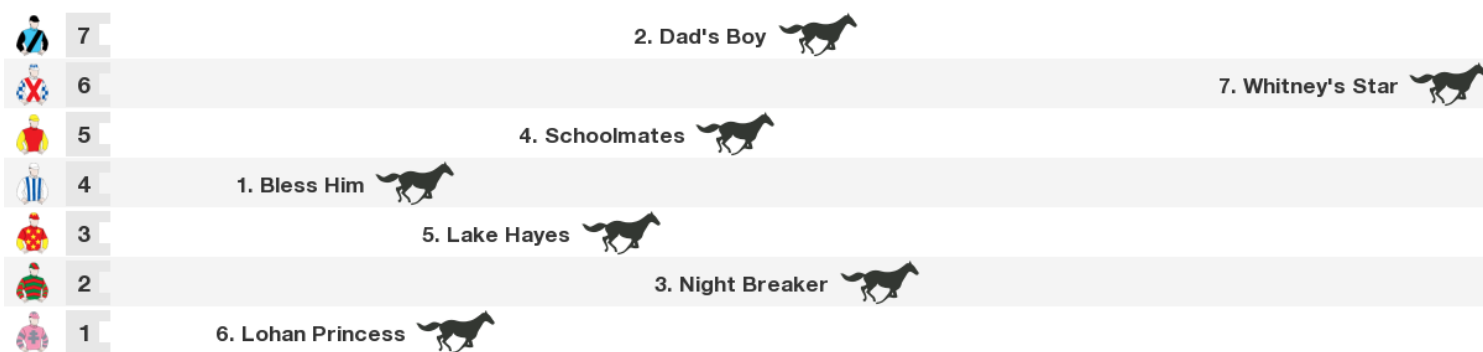 7 2. Dad's Boy
6 7. Whitney's Star
5 4. Schoolmates
4 1. Bless Him
3 5. Lake Hayes
2 3. Night Breaker
1 6. Lohan Princess